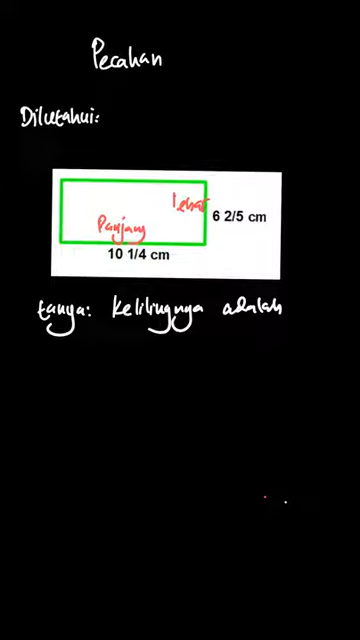 Pecahan
Diketahui:
lebar
6 2/5 cm
Panjang
10 1/4 cm
tanya: Kelilingnya adalah